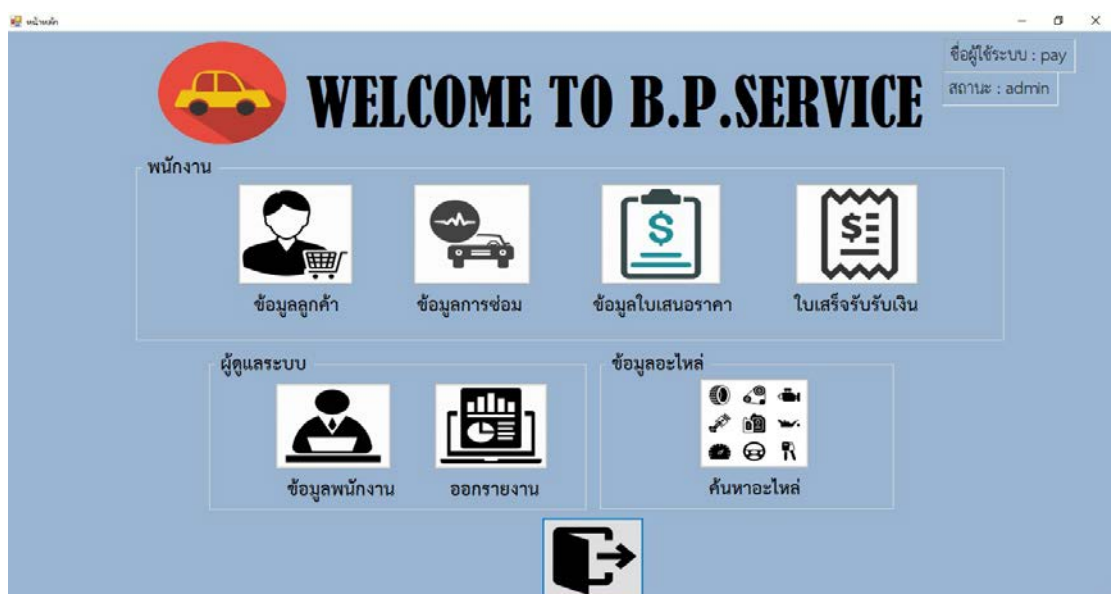 หน้าหลัก
ชื่อผู้ใช้ระบบ : pay
WELCOME TO B.P.SERVICE
สถานะ : admin
พนักงาน
ข้อมูลลูกค้า
ข้อมูลการซ่อม
ข้อมูลใบเสนอราคา
ใบเสร็จรับรับเงิน
ผู้ดูแลระบบ
ข้อมูลพนักงาน
ออกรายงาน
ข้อมูลอะไหล่
ค้นหาอะไหล่